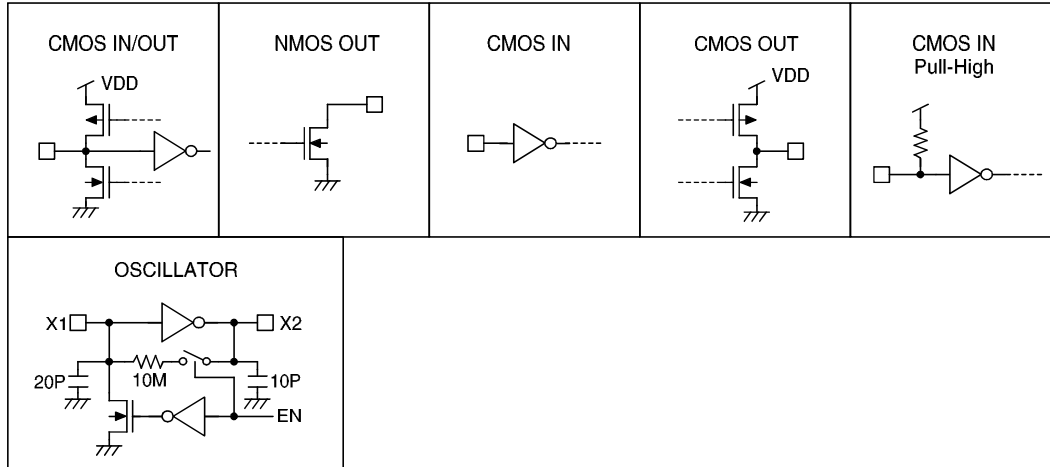 CMOS IN/OUT
VDD
NMOS OUT
CMOS IN
CMOS OUT
VDD
CMOS IN
Pull-High
OSCILLATOR
X1
X2
20P
10M
10P
EN